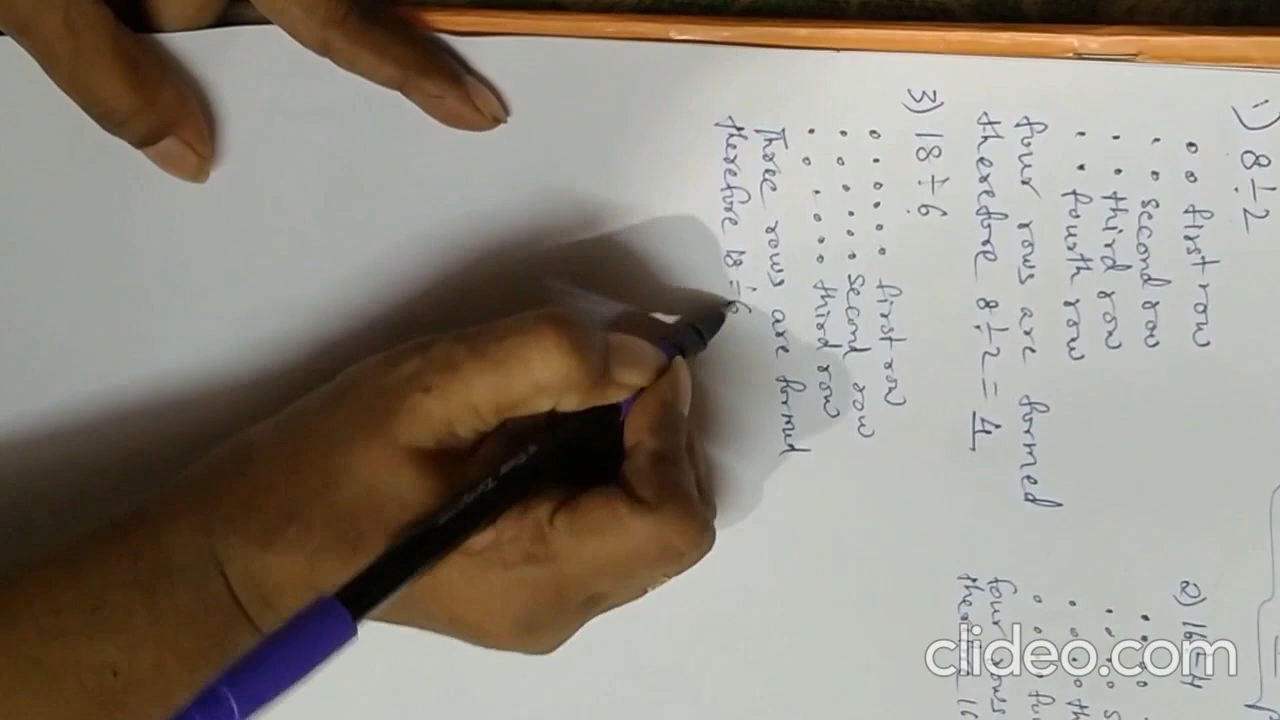 1) 8÷2
first row
second row
third row
fourth row
four rows are formed
therefore 8÷2 = 4
3) 18÷6
first row
second row
third row
Three rows are formed
therefore 18÷6
2) 16÷4
four rows
therefore 16
clideo.com